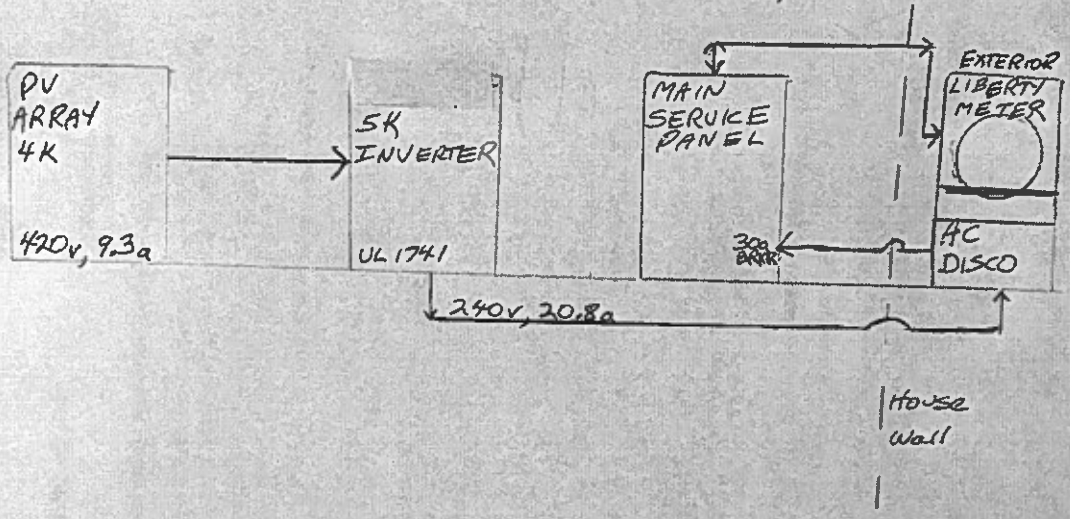 PV
ARRAY
4K
420v, 9.3a
5K
INVERTER
UL 1741
240v, 20.8a
MAIN
SERVICE
PANEL
30a
BRKR
EXTERIOR
LIBERTY
METER
AC
DISCO
House
Wall